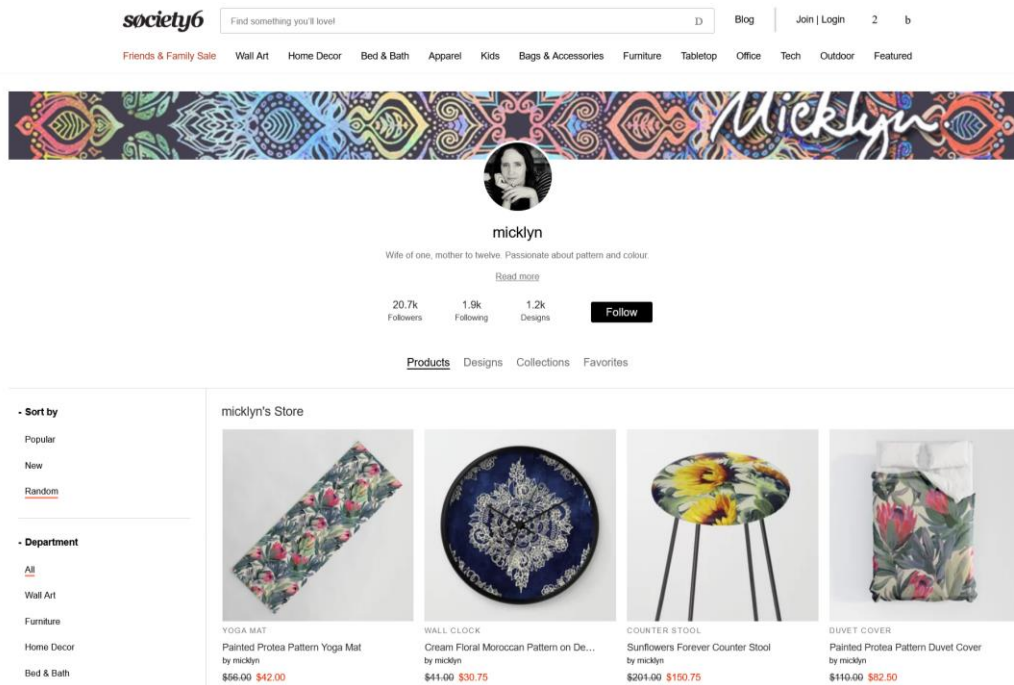 søciety6
Find something you'll love!
D
Blog
Join | Login
2
b
Friends & Family Sale
Wall Art
Home Decor
Bed & Bath
Apparel
Kids
Bags & Accessories
Furniture
Tabletop
Office
Tech
Outdoor
Featured
Micklyn
micklyn
Wife of one, mother to twelve. Passionate about pattern and colour.
Read more
20.7k
Followers
1.9k
Following
1.2k
Designs
Follow
Products
Designs
Collections
Favorites
- Sort by
Popular
New
Random
- Department
All
Wall Art
Furniture
Home Decor
Bed & Bath
micklyn's Store
YOGA MAT
Painted Protea Pattern Yoga Mat
by micklyn
$56.00 $42.00
WALL CLOCK
Cream Floral Moroccan Pattern on De...
by micklyn
$41.00 $30.75
COUNTER STOOL
Sunflowers Forever Counter Stool
by micklyn
$201.00 $150.75
DUVET COVER
Painted Protea Pattern Duvet Cover
by micklyn
$110.00 $82.50